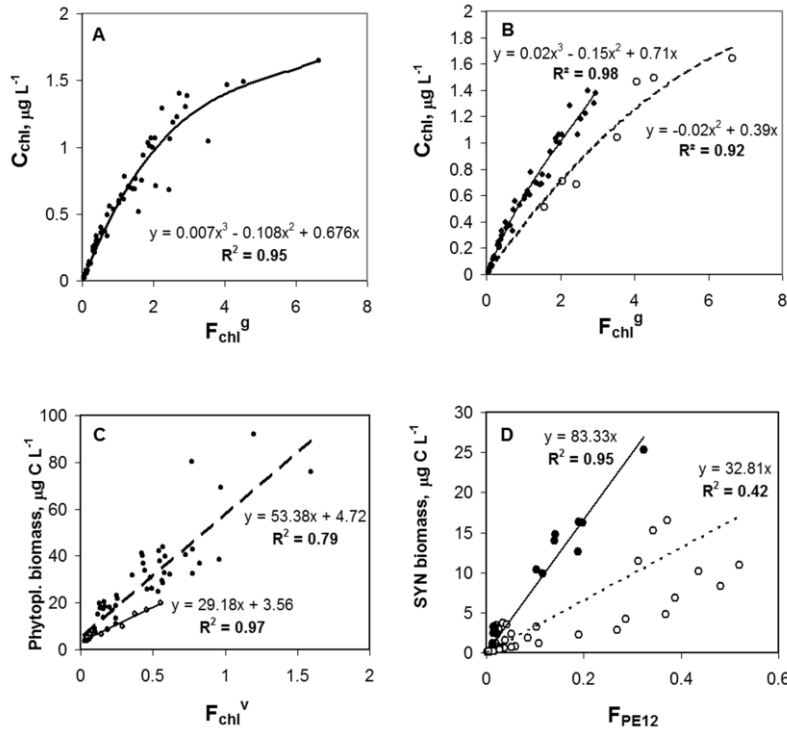 A
C_chl, µg L⁻¹
2
1.5
1
0.5
0
y = 0.007x³ - 0.108x² + 0.676x
R² = 0.95
0 2 4 6 8
F_chl^g
B
C_chl, µg L⁻¹
2
1.8
1.6
1.4
1.2
1
0.8
0.6
0.4
0.2
0
y = 0.02x³ - 0.15x² + 0.71x
R² = 0.98
y = -0.02x² + 0.39x
R² = 0.92
0 2 4 6 8
F_chl^g
C
Phytopl. biomass, µg C L⁻¹
100
80
60
40
20
0
y = 53.38x + 4.72
R² = 0.79
y = 29.18x + 3.56
R² = 0.97
0 0.5 1 1.5 2
F_chl^v
D
SYN biomass, µg C L⁻¹
30
25
20
15
10
5
0
y = 83.33x
R² = 0.95
y = 32.81x
R² = 0.42
0 0.2 0.4 0.6
F_PE12